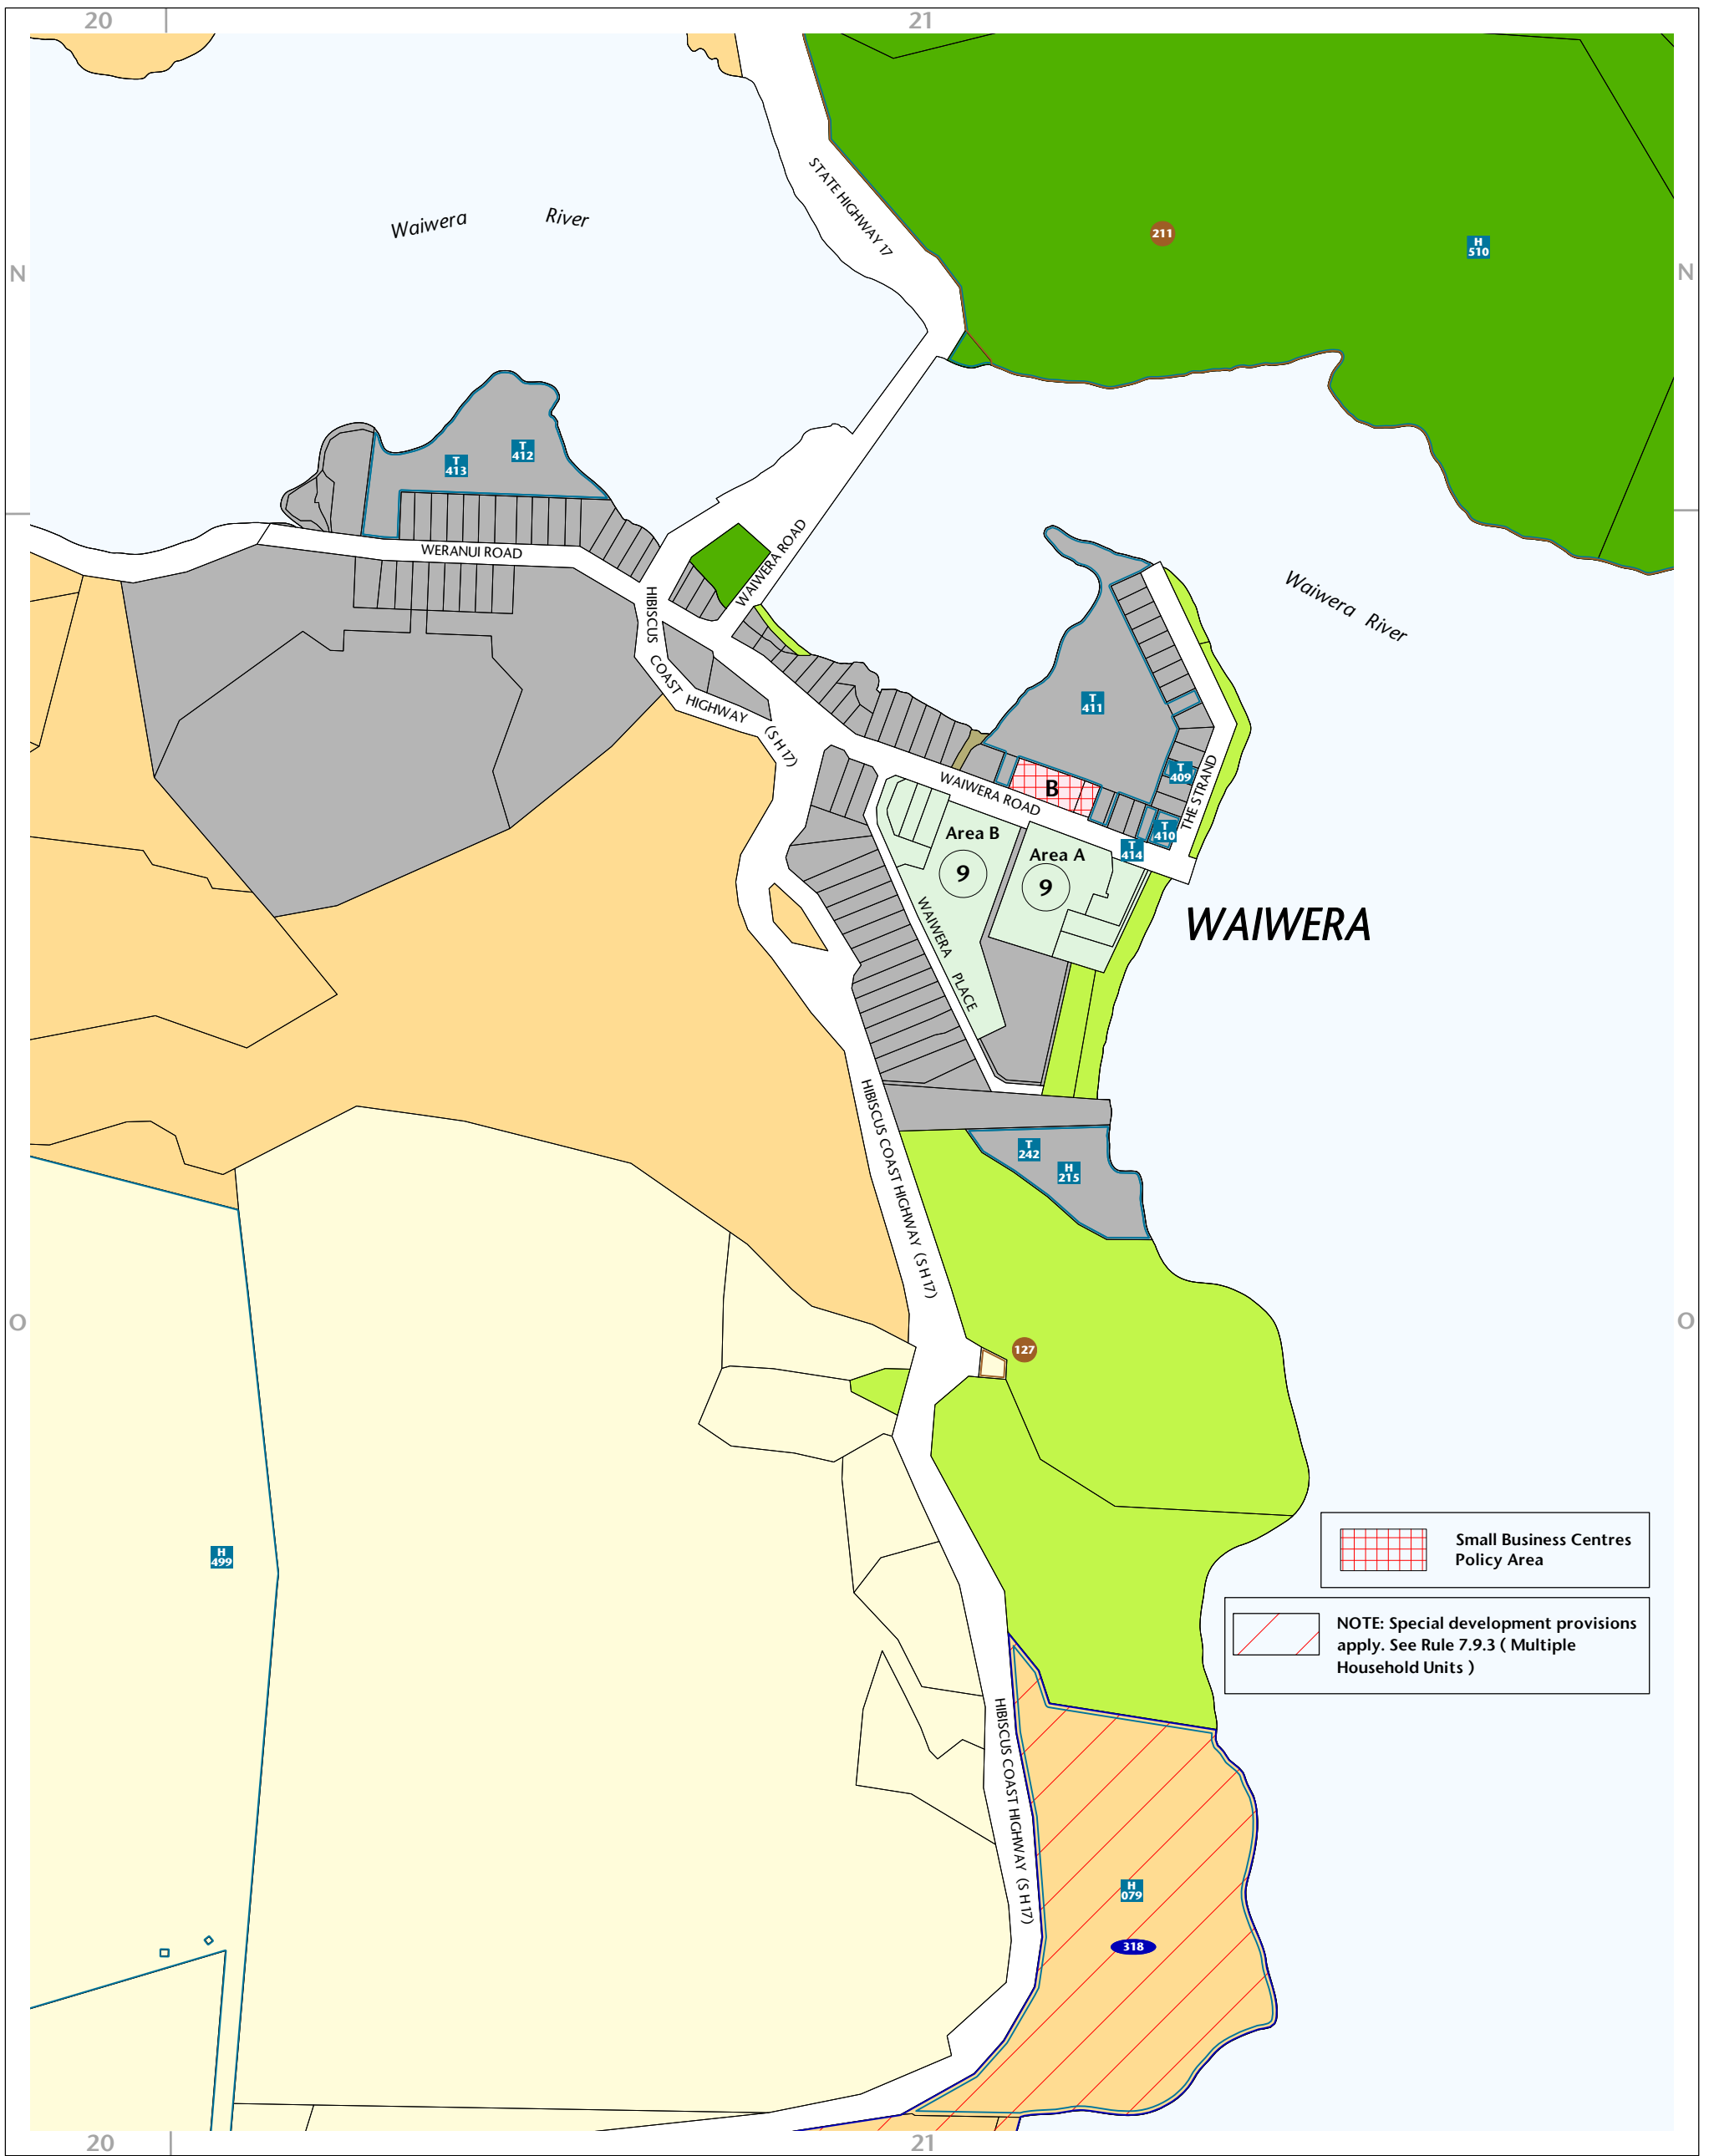 20
21
STATE HIGHWAY 17
Waiwera River
211
H
510
N
N
T
412
T
413
WERANUI ROAD
WAIWERA ROAD
HIBISCUS COAST HIGHWAY (S H 17)
Waiwera River
T
411
T
409
THE STRAND
B
WAIWERA ROAD
T
410
T
414
Area B
9
Area A
9
WAIWERA PLACE
WAIWERA
HIBISCUS COAST HIGHWAY (S H 17)
T
242
H
215
O
O
127
H
499
Small Business Centres
Policy Area
NOTE: Special development provisions
apply. See Rule 7.9.3 ( Multiple
Household Units )
HIBISCUS COAST HIGHWAY (S H 17)
H
079
318
20
21